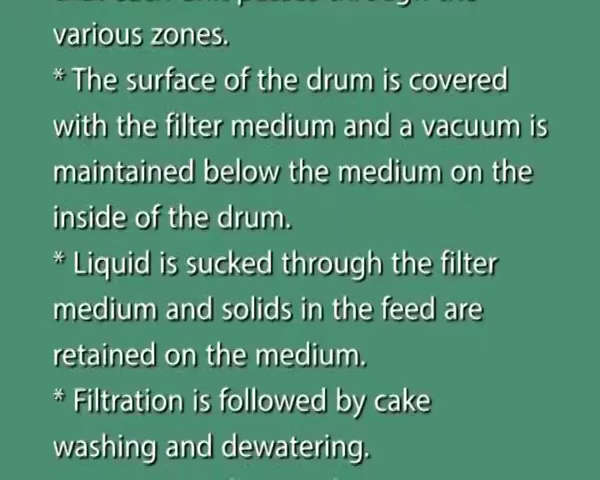 various zones.
* The surface of the drum is covered
with the filter medium and a vacuum is
maintained below the medium on the
inside of the drum.
* Liquid is sucked through the filter
medium and solids in the feed are
retained on the medium.
* Filtration is followed by cake
washing and dewatering.